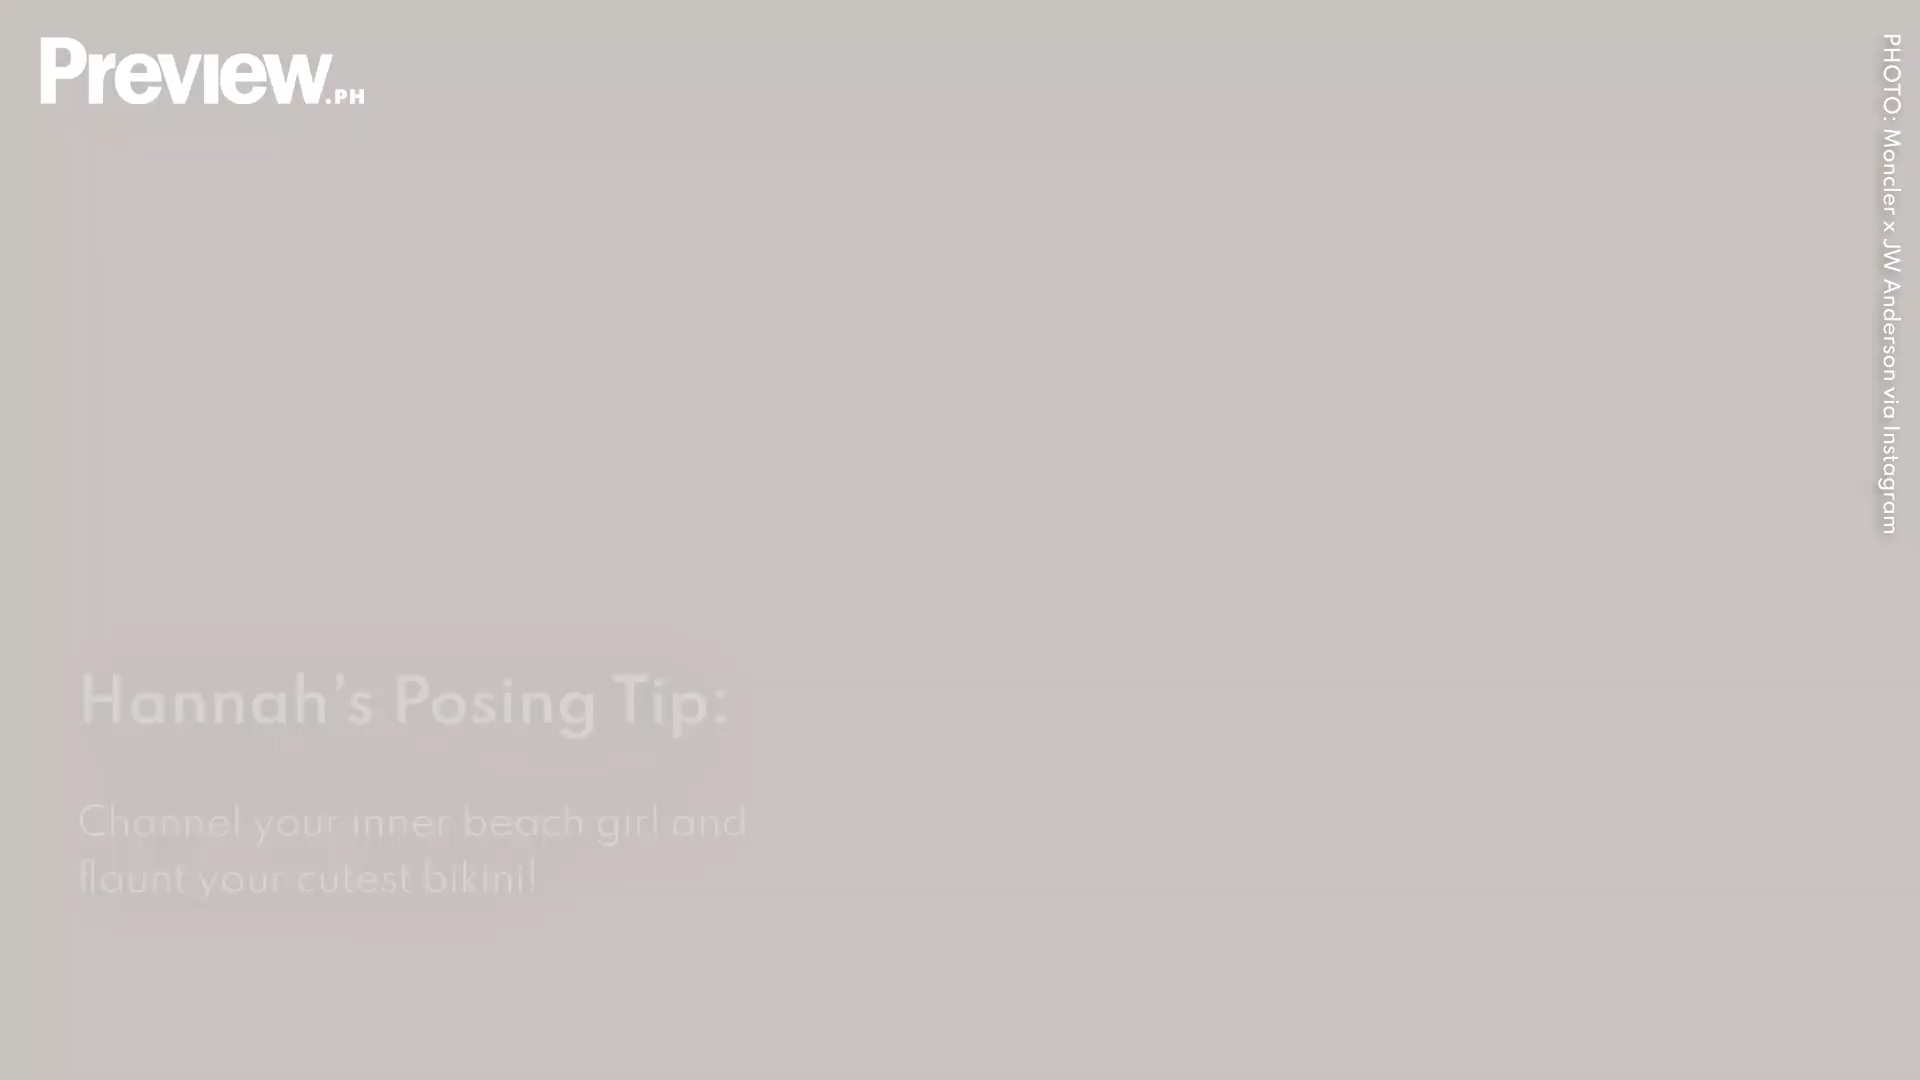 Preview.PH
PHOTO: Moncler x JW Anderson via Instagram
Hannah's Posing Tip:
Channel your inner beach girl and
flaunt your cutest bikini!